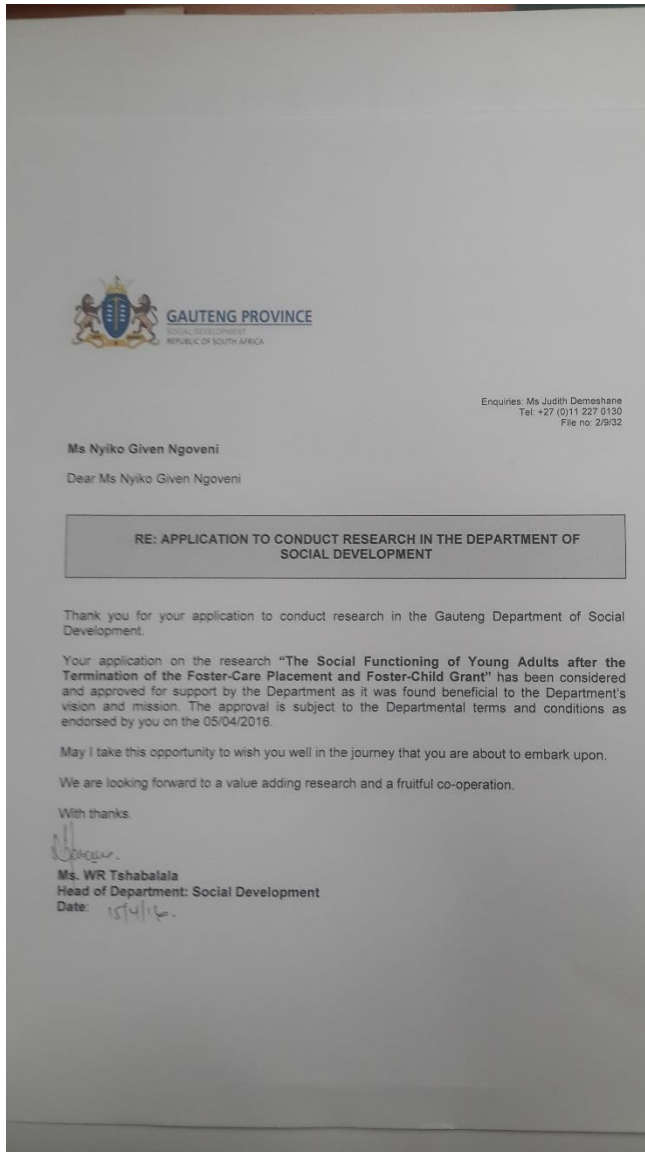 GAUTENG PROVINCE
SOCIAL DEVELOPMENT
REPUBLIC OF SOUTH AFRICA
Enquiries: Ms Judith Demeshane
Tel: +27 (0)11 227 0130
File no: 2/9/32
Ms Nyiko Given Ngoveni
Dear Ms Nyiko Given Ngoveni
RE: APPLICATION TO CONDUCT RESEARCH IN THE DEPARTMENT OF
SOCIAL DEVELOPMENT
Thank you for your application to conduct research in the Gauteng Department of Social
Development.
Your application on the research “The Social Functioning of Young Adults after the
Termination of the Foster-Care Placement and Foster-Child Grant” has been considered
and approved for support by the Department as it was found beneficial to the Department’s
vision and mission. The approval is subject to the Departmental terms and conditions as
endorsed by you on the 05/04/2016.
May I take this opportunity to wish you well in the journey that you are about to embark upon.
We are looking forward to a value adding research and a fruitful co-operation.
With thanks.
Ms. WR Tshabalala
Head of Department: Social Development
Date: 15/4/16.